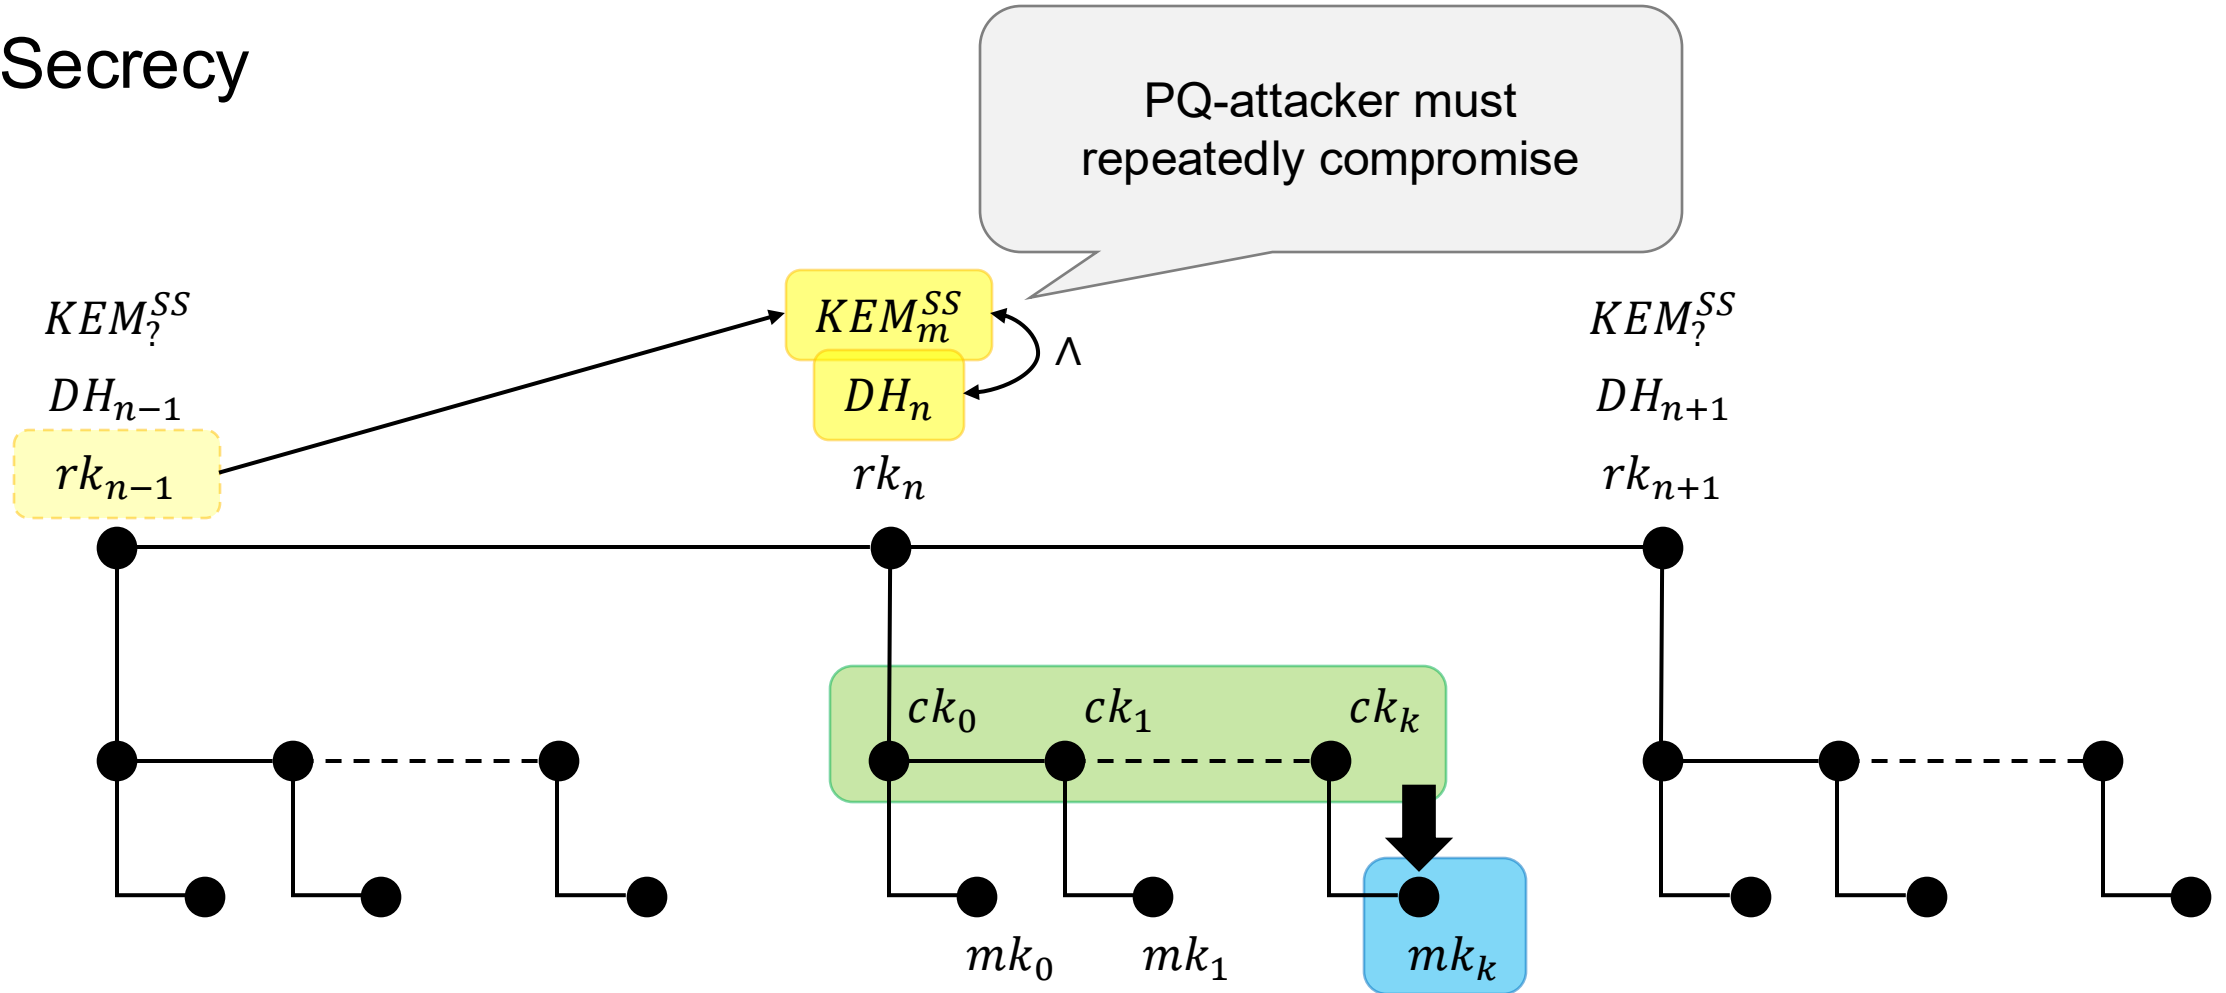 Secrecy
PQ-attacker must
repeatedly compromise
KEM_?^SS
KEM_m^SS
KEM_?^SS
∧
DH_{n−1}
DH_n
DH_{n+1}
rk_{n−1}
rk_n
rk_{n+1}
ck_0
ck_1
ck_k
mk_0
mk_1
mk_k